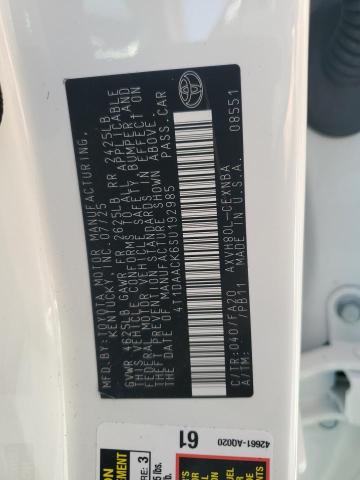 MFD.BY:TOYOTA MOTOR MANUFACTURING,
KENTUCKY, INC. 07/25
GVWR 4625LB GAWR FR 2625LB RR 2425LB
THIS VEHICLE CONFORMS TO ALL APPLICABLE
FEDERAL MOTOR VEHICLE SAFETY, BUMPER, AND
THEFT PREVENTION STANDARDS IN EFFECT ON
THE DATE OF MANUFACTURE SHOWN ABOVE.
4T1DAACK6SU192985 PASS.CAR
C/TR:040/FA20 AXVH80L-CEXNBA
A/TM: /PB11 MADE IN U.S.A. 08551
42661-A0020
61